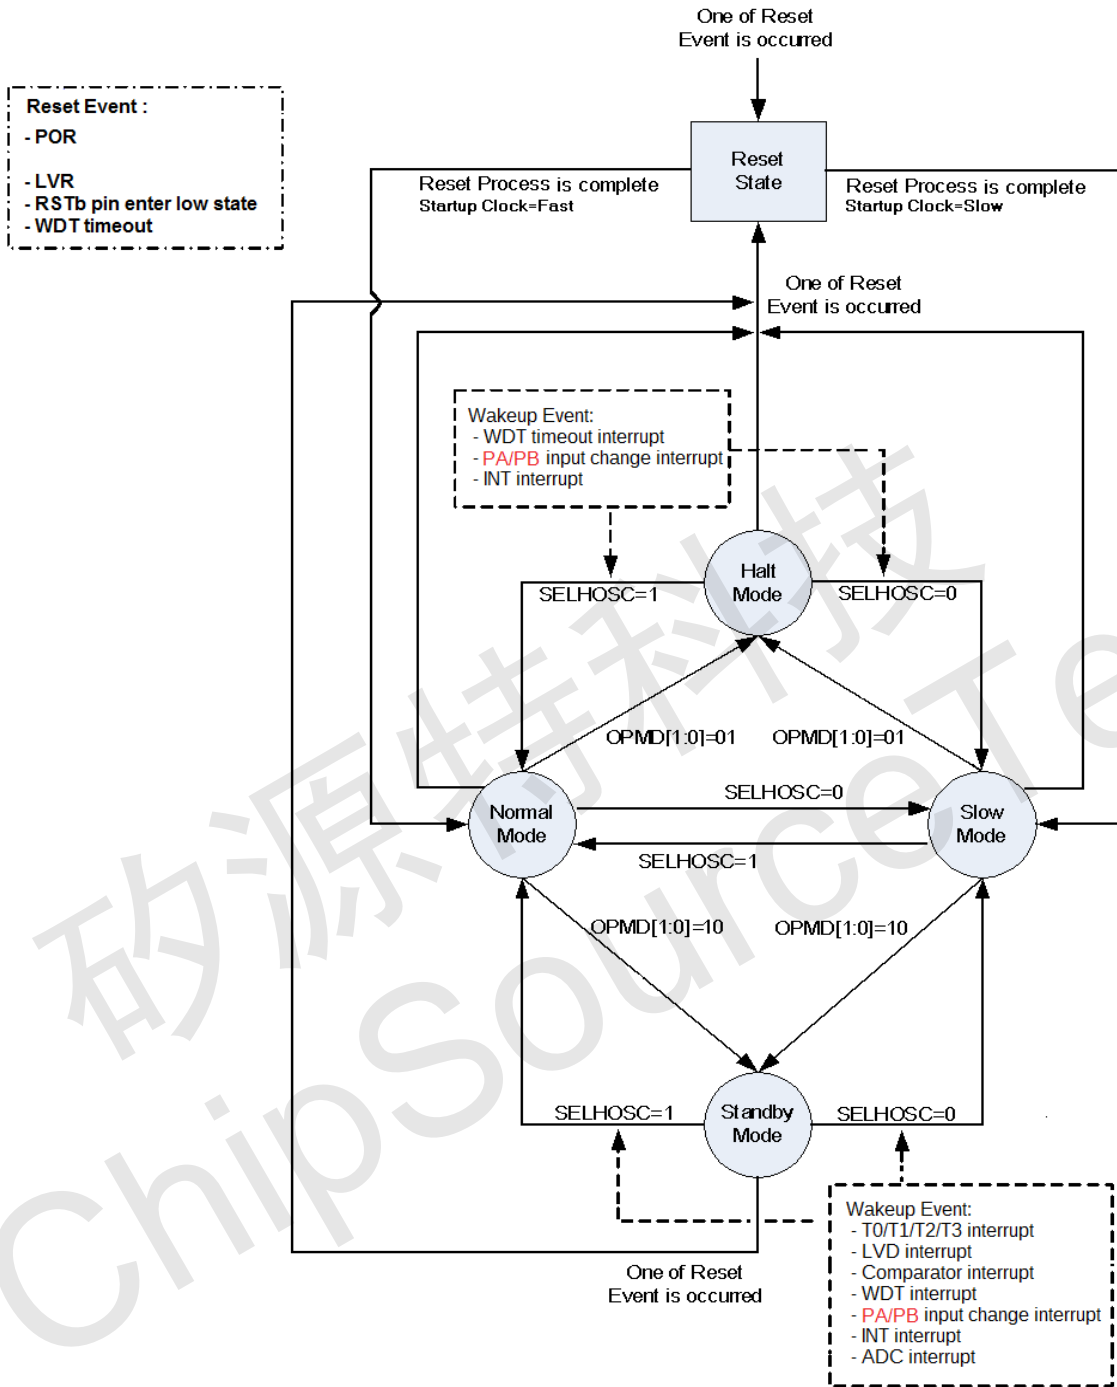 One of Reset
Event is occurred
Reset Event :
- POR
- LVR
- RSTb pin enter low state
- WDT timeout
Reset
State
Reset Process is complete
Startup Clock=Fast
Reset Process is complete
Startup Clock=Slow
One of Reset
Event is occurred
Wakeup Event:
- WDT timeout interrupt
- PA/PB input change interrupt
- INT interrupt
Halt
Mode
SELHOSC=1
SELHOSC=0
OPMD[1:0]=01
OPMD[1:0]=01
SELHOSC=0
Normal
Mode
Slow
Mode
SELHOSC=1
OPMD[1:0]=10
OPMD[1:0]=10
SELHOSC=1
Standby
Mode
SELHOSC=0
Wakeup Event:
- T0/T1/T2/T3 interrupt
- LVD interrupt
- Comparator interrupt
- WDT interrupt
- PA/PB input change interrupt
- INT interrupt
- ADC interrupt
One of Reset
Event is occurred
矽源特科技
ChipSourceTe